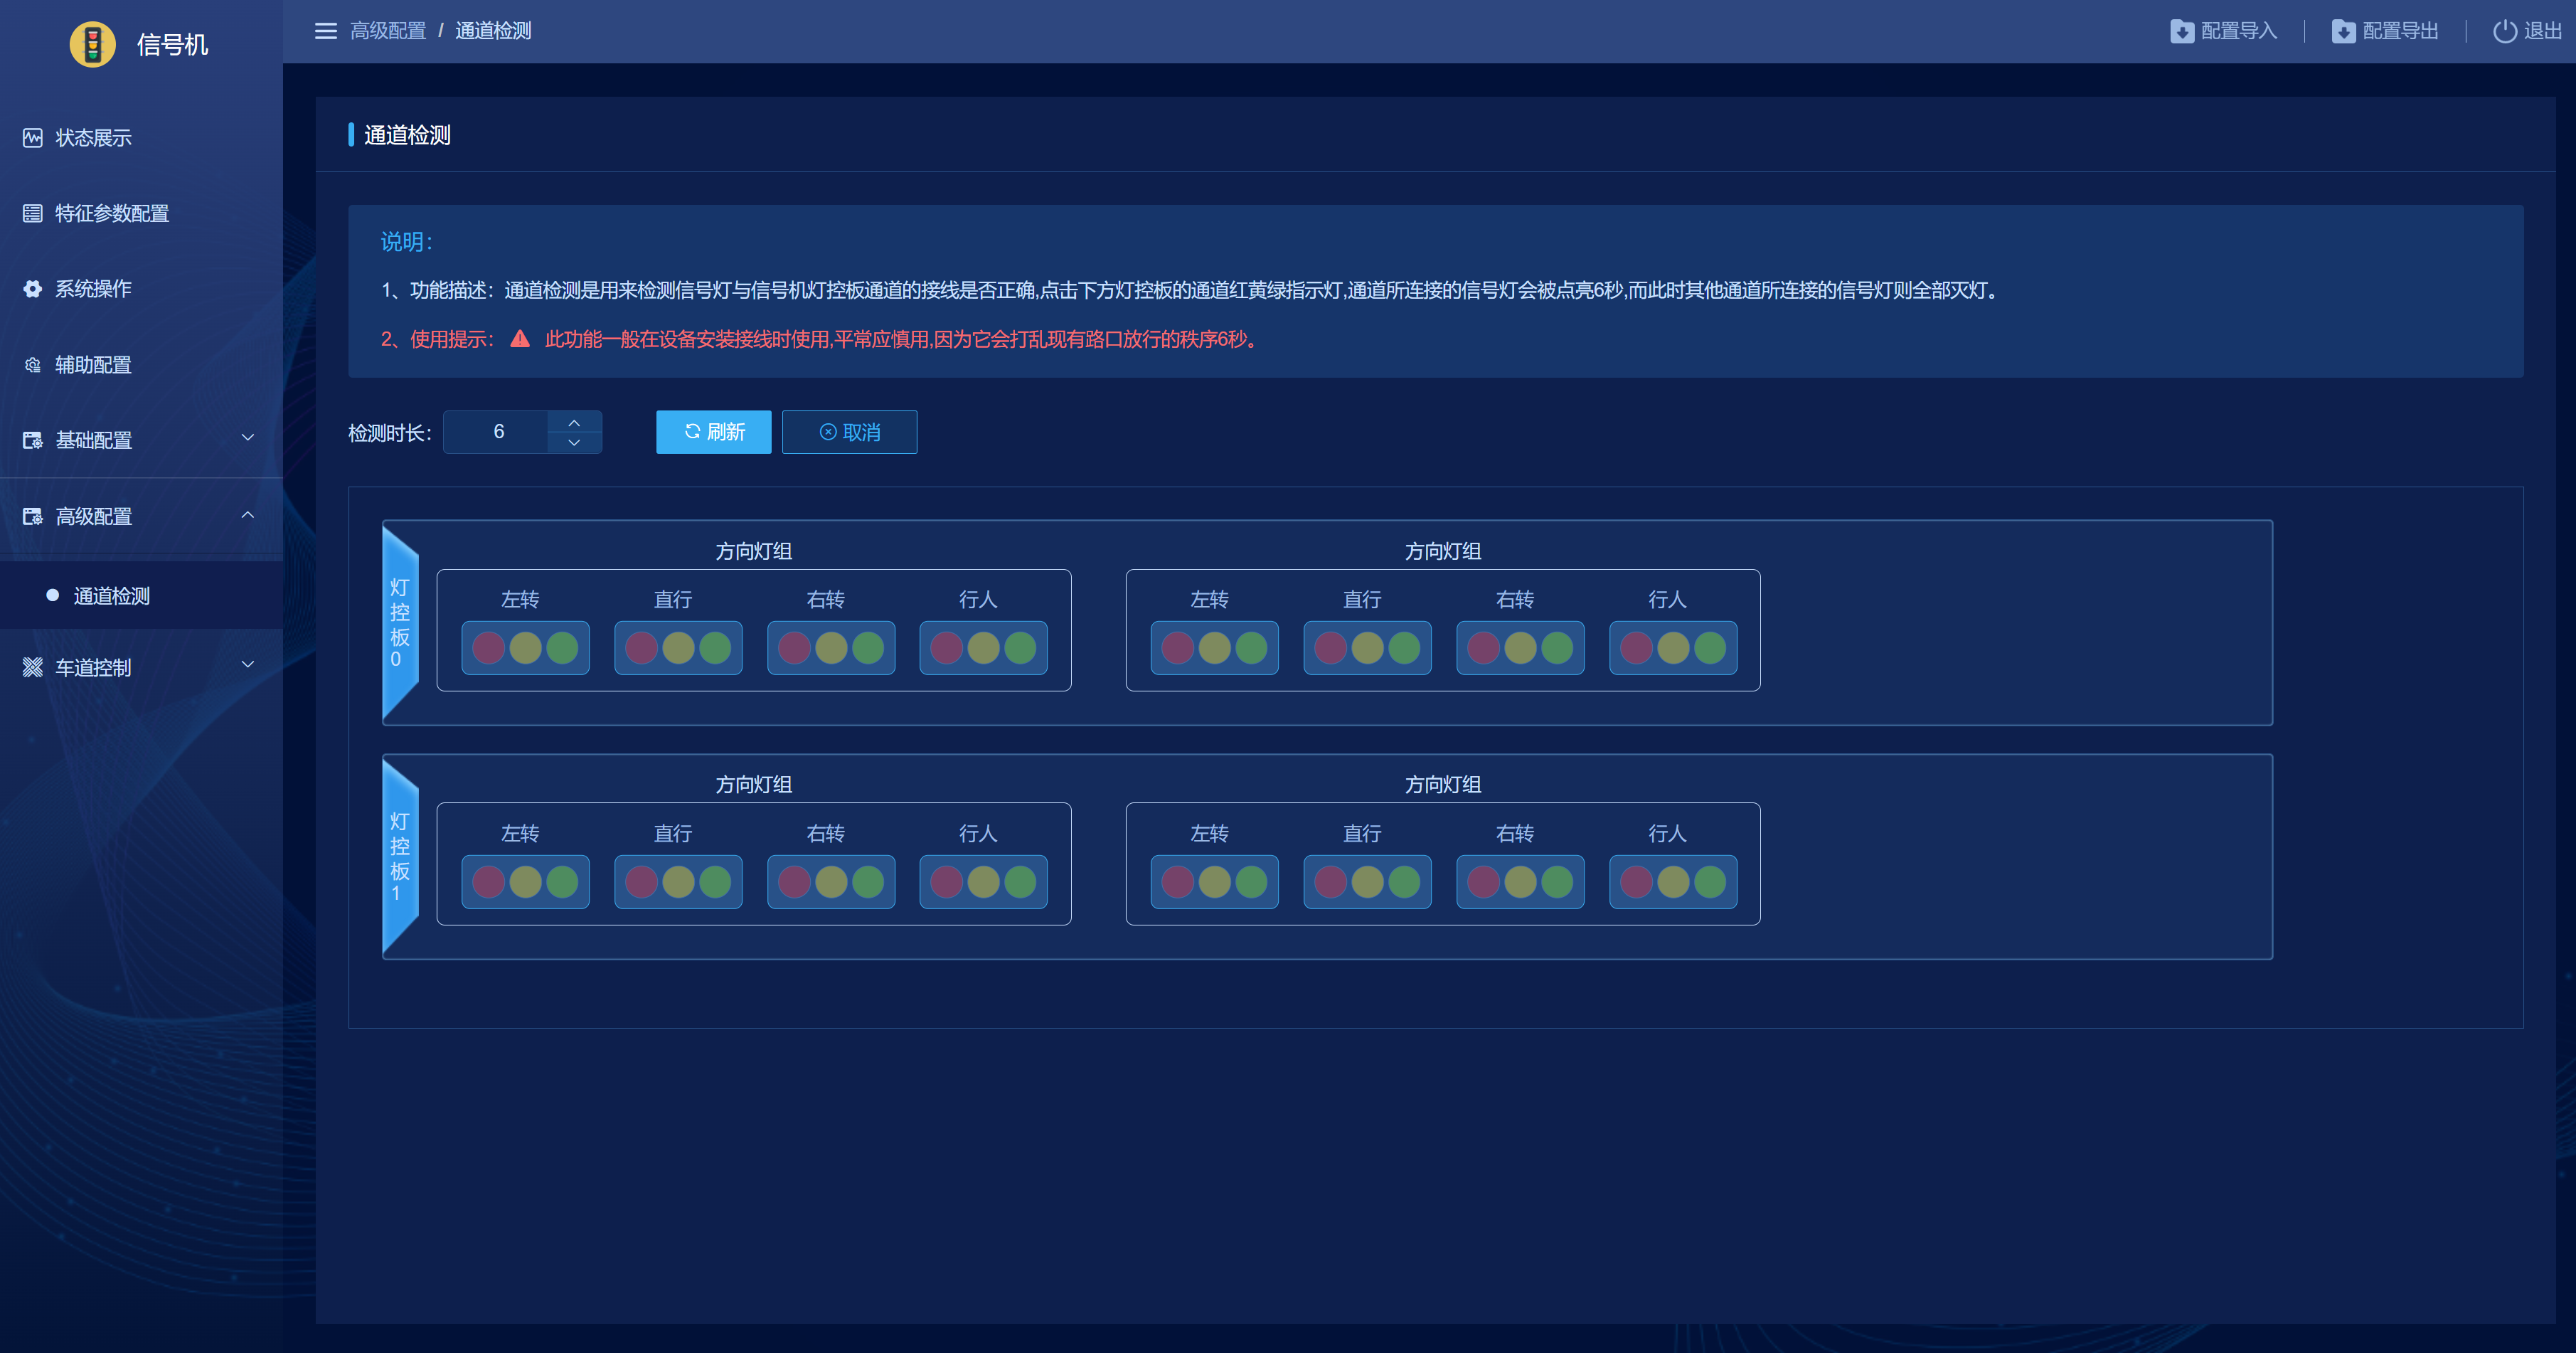 信号机
高级配置 / 通道检测
配置导入
配置导出
退出
状态展示
特征参数配置
系统操作
辅助配置
基础配置
高级配置
通道检测
车道控制
通道检测
说明：
1、功能描述：通道检测是用来检测信号灯与信号机灯控板通道的接线是否正确,点击下方灯控板的通道红黄绿指示灯,通道所连接的信号灯会被点亮6秒,而此时其他通道所连接的信号灯则全部灭灯。
2、使用提示： 此功能一般在设备安装接线时使用,平常应慎用,因为它会打乱现有路口放行的秩序6秒。
检测时长: 6 刷新 取消
灯控板0
方向灯组 方向灯组
左转 直行 右转 行人 左转 直行 右转 行人
灯控板1
方向灯组 方向灯组
左转 直行 右转 行人 左转 直行 右转 行人